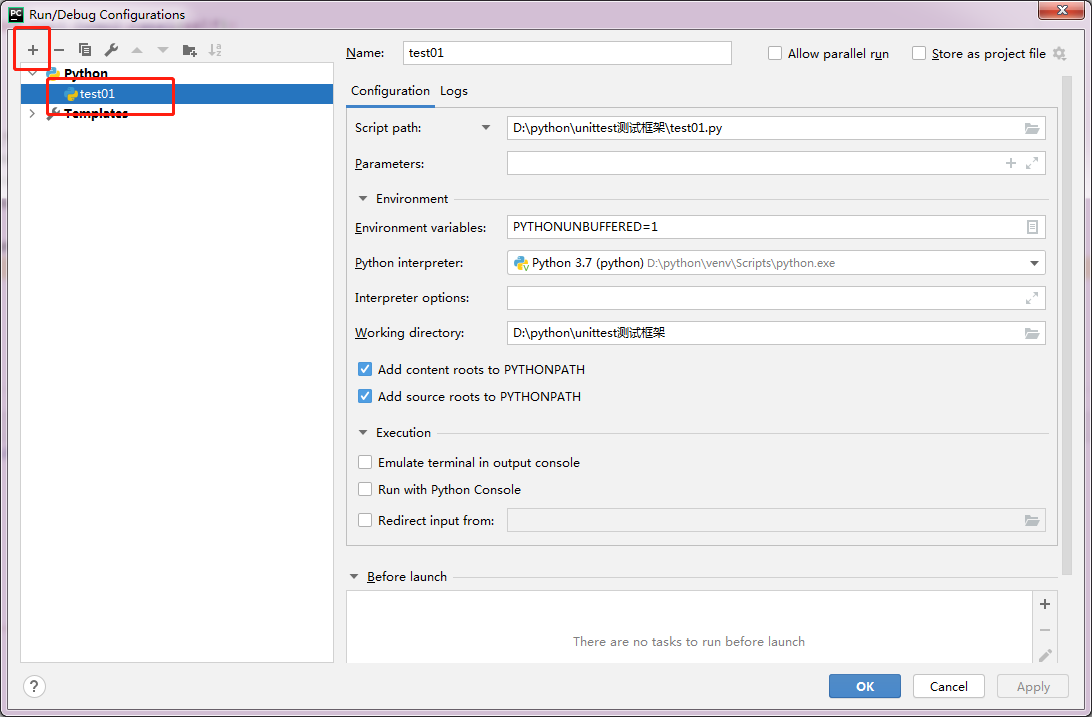 PC Run/Debug Configurations
Name: test01 Allow parallel run Store as project file
Python
test01
Templates
Configuration Logs
Script path: D:\python\unittest测试框架\test01.py
Parameters:
Environment
Environment variables: PYTHONUNBUFFERED=1
Python interpreter: Python 3.7 (python) D:\python\venv\Scripts\python.exe
Interpreter options:
Working directory: D:\python\unittest测试框架
Add content roots to PYTHONPATH
Add source roots to PYTHONPATH
Execution
Emulate terminal in output console
Run with Python Console
Redirect input from:
Before launch
There are no tasks to run before launch
? OK Cancel Apply